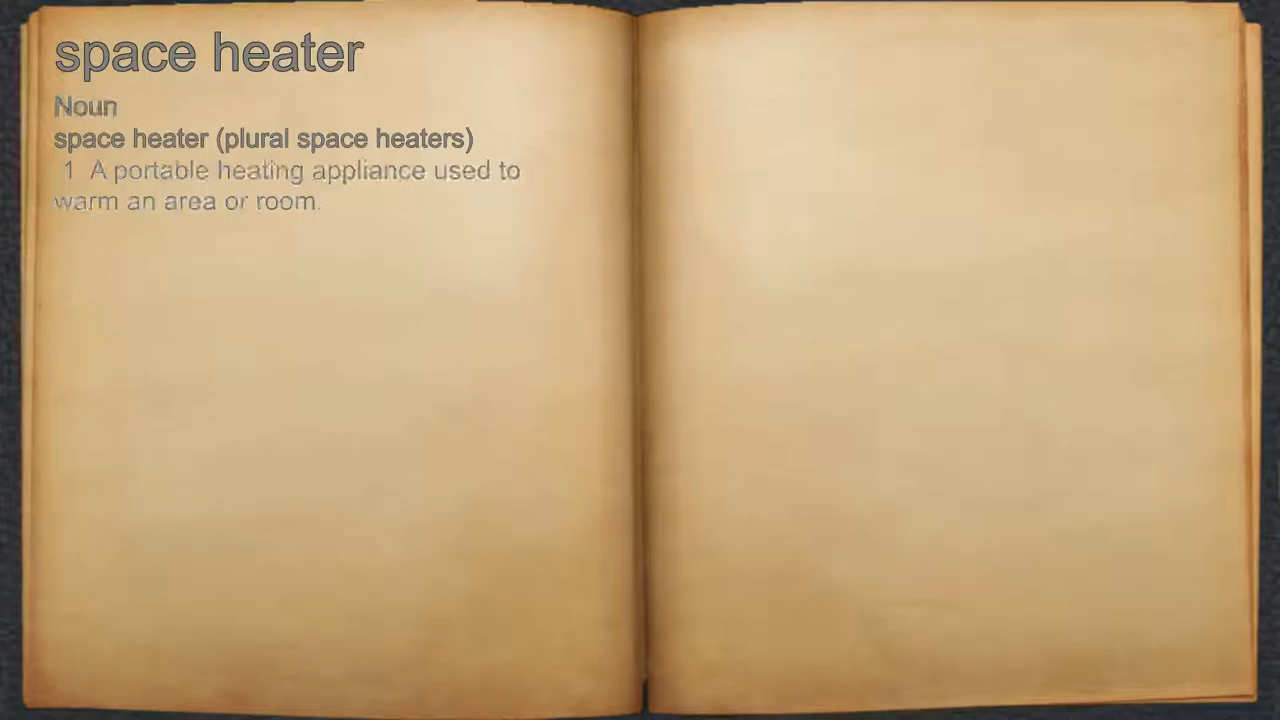 space heater
Noun
space heater (plural space heaters)
1 A portable heating appliance used to
warm an area or room.